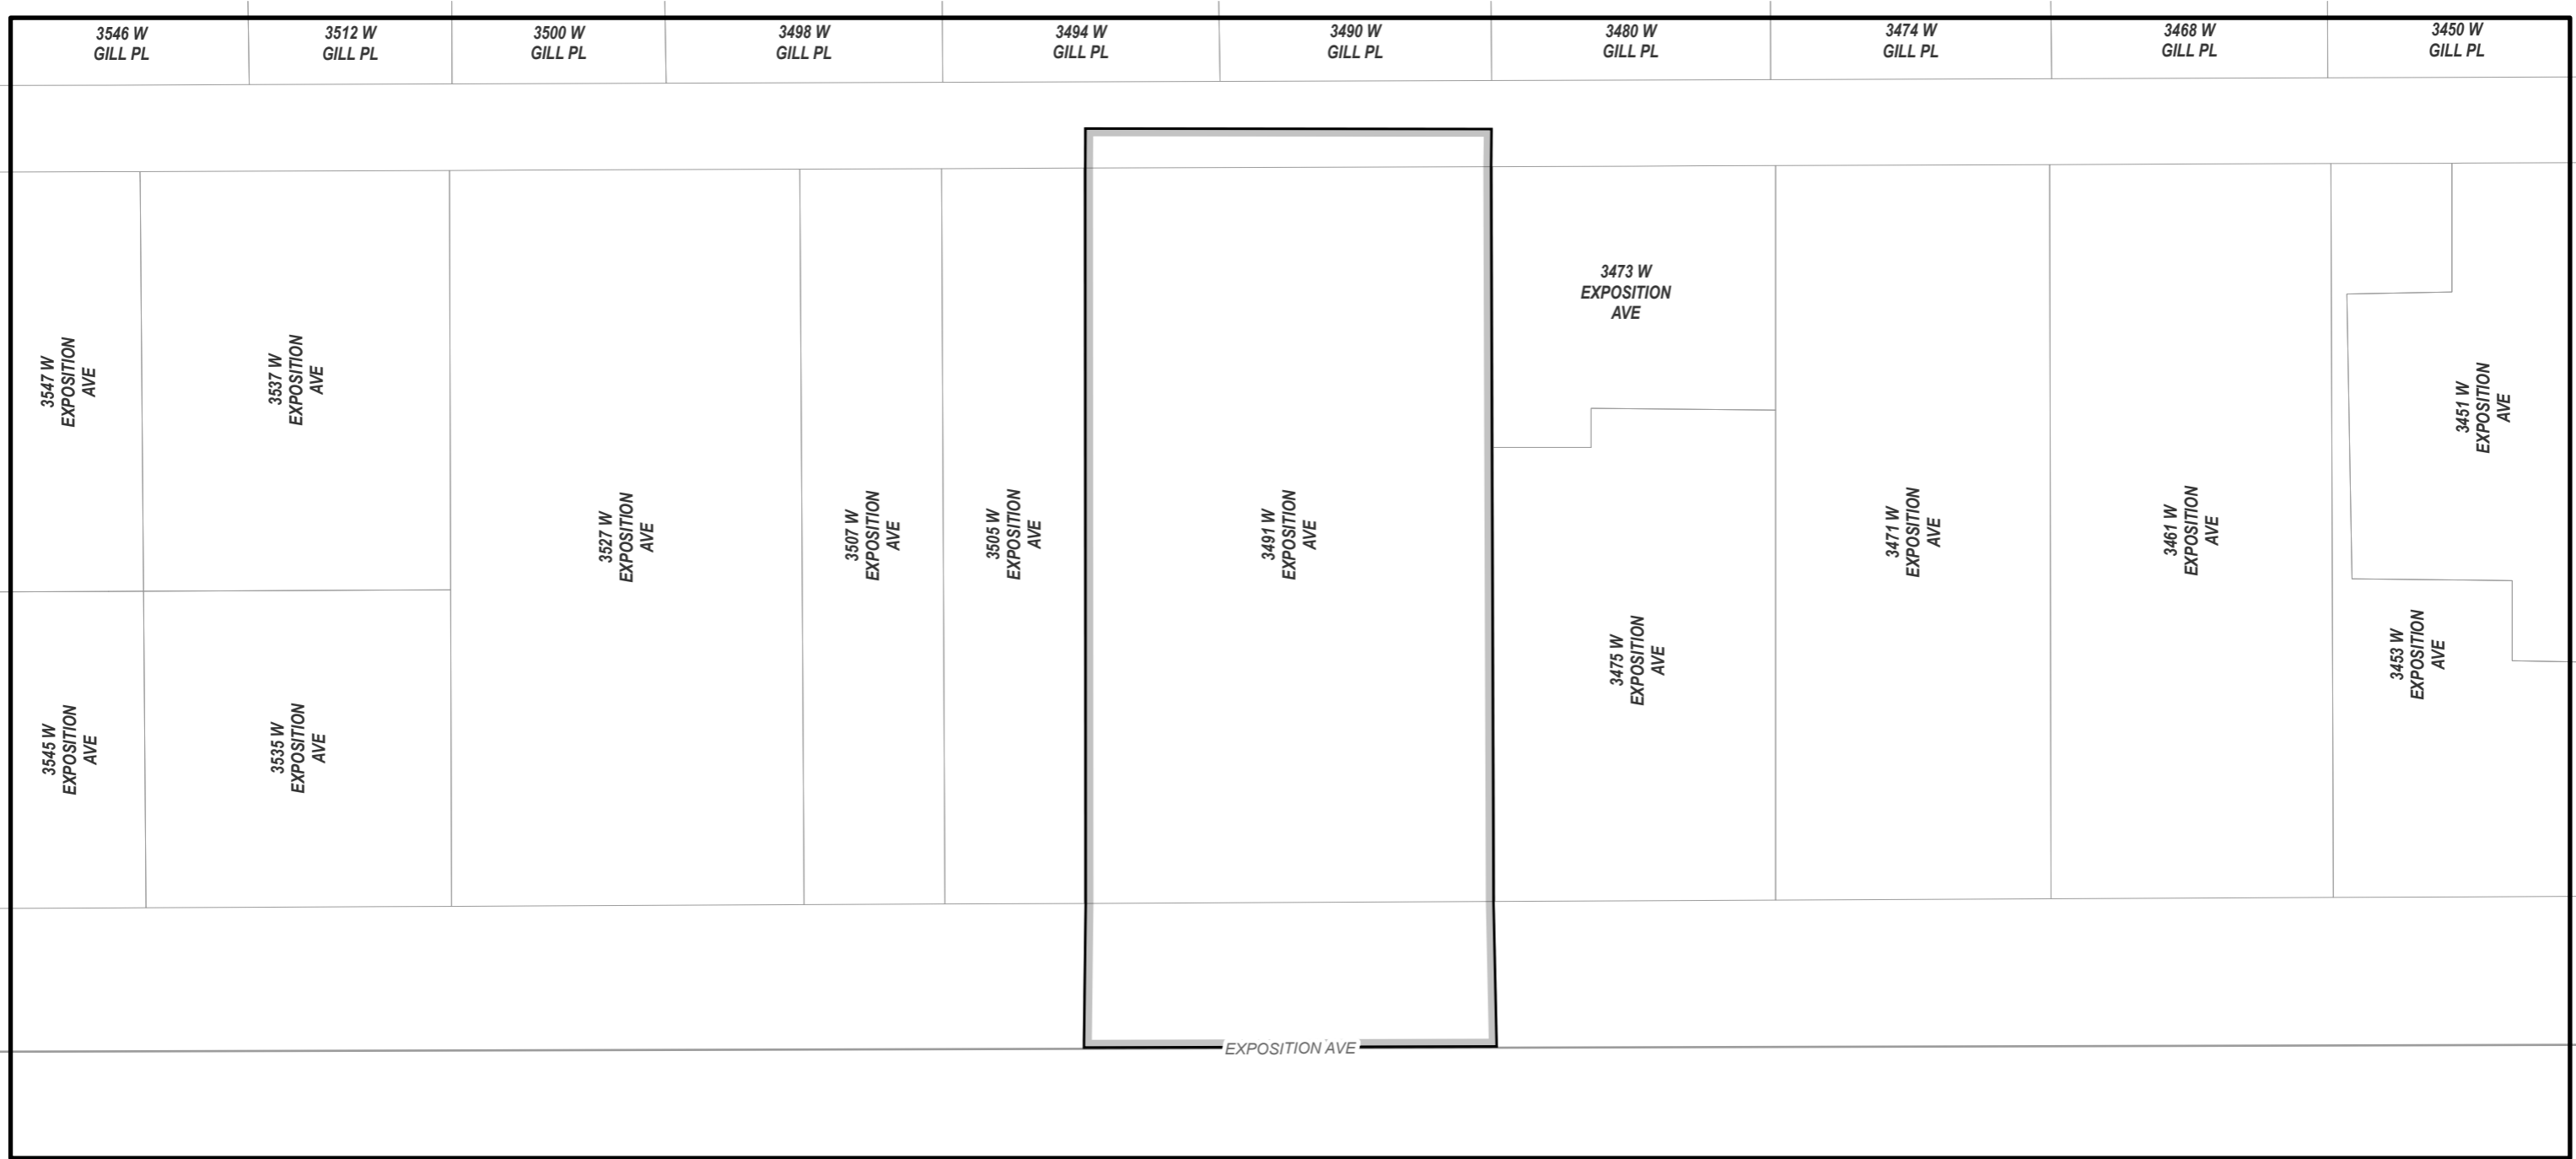 3546 W
GILL PL
3512 W
GILL PL
3500 W
GILL PL
3498 W
GILL PL
3494 W
GILL PL
3490 W
GILL PL
3480 W
GILL PL
3474 W
GILL PL
3468 W
GILL PL
3450 W
GILL PL
3547 W
EXPOSITION
AVE
3537 W
EXPOSITION
AVE
3527 W
EXPOSITION
AVE
3507 W
EXPOSITION
AVE
3505 W
EXPOSITION
AVE
3491 W
EXPOSITION
AVE
3473 W
EXPOSITION
AVE
3471 W
EXPOSITION
AVE
3461 W
EXPOSITION
AVE
3451 W
EXPOSITION
AVE
3545 W
EXPOSITION
AVE
3535 W
EXPOSITION
AVE
3475 W
EXPOSITION
AVE
3453 W
EXPOSITION
AVE
EXPOSITION AVE